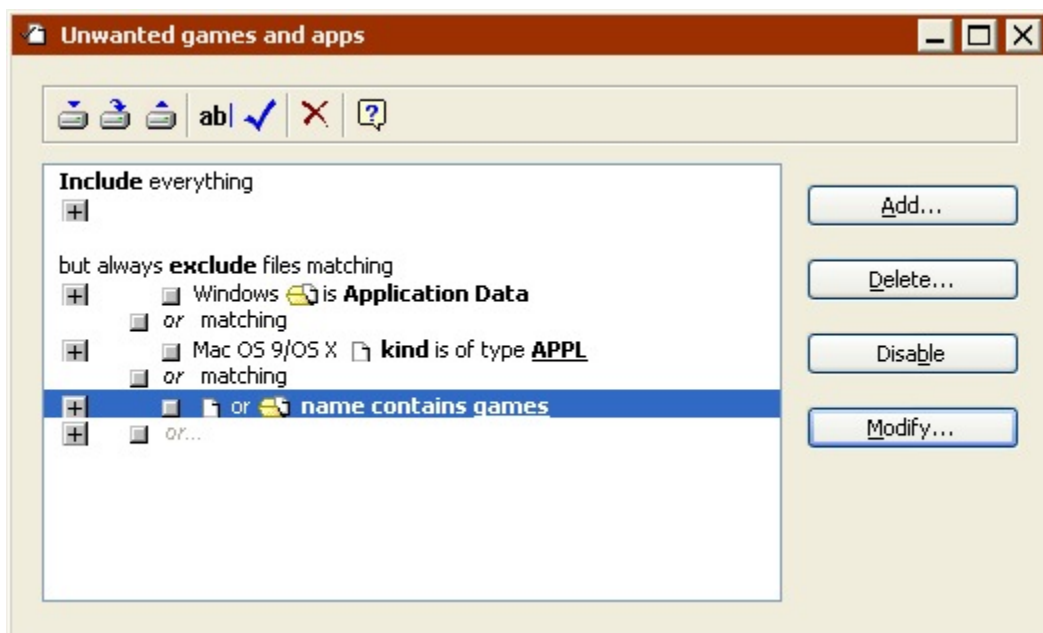 Unwanted games and apps
ab|
Include everything
but always exclude files matching
Windows is Application Data
or matching
Mac OS 9/OS X kind is of type APPL
or matching
or name contains games
or...
Add...
Delete...
Disable
Modify...